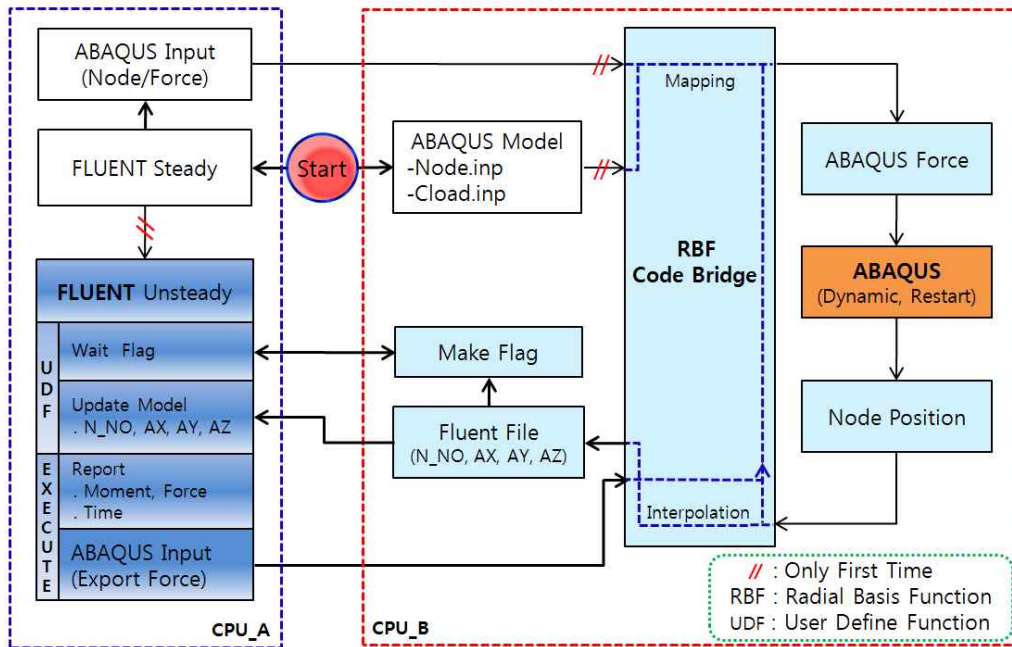 ABAQUS Input
(Node/Force)
FLUENT Steady
Start
ABAQUS Model
-Node.inp
-Cload.inp
Mapping
RBF
Code Bridge
Interpolation
ABAQUS Force
ABAQUS
(Dynamic, Restart)
Node Position
FLUENT Unsteady
UDF
Wait Flag
Update Model
. N_NO, AX, AY, AZ
EXECUTE
Report
. Moment, Force
. Time
ABAQUS Input
(Export Force)
Make Flag
Fluent File
(N_NO, AX, AY, AZ)
CPU_A
CPU_B
// : Only First Time
RBF : Radial Basis Function
UDF : User Define Function